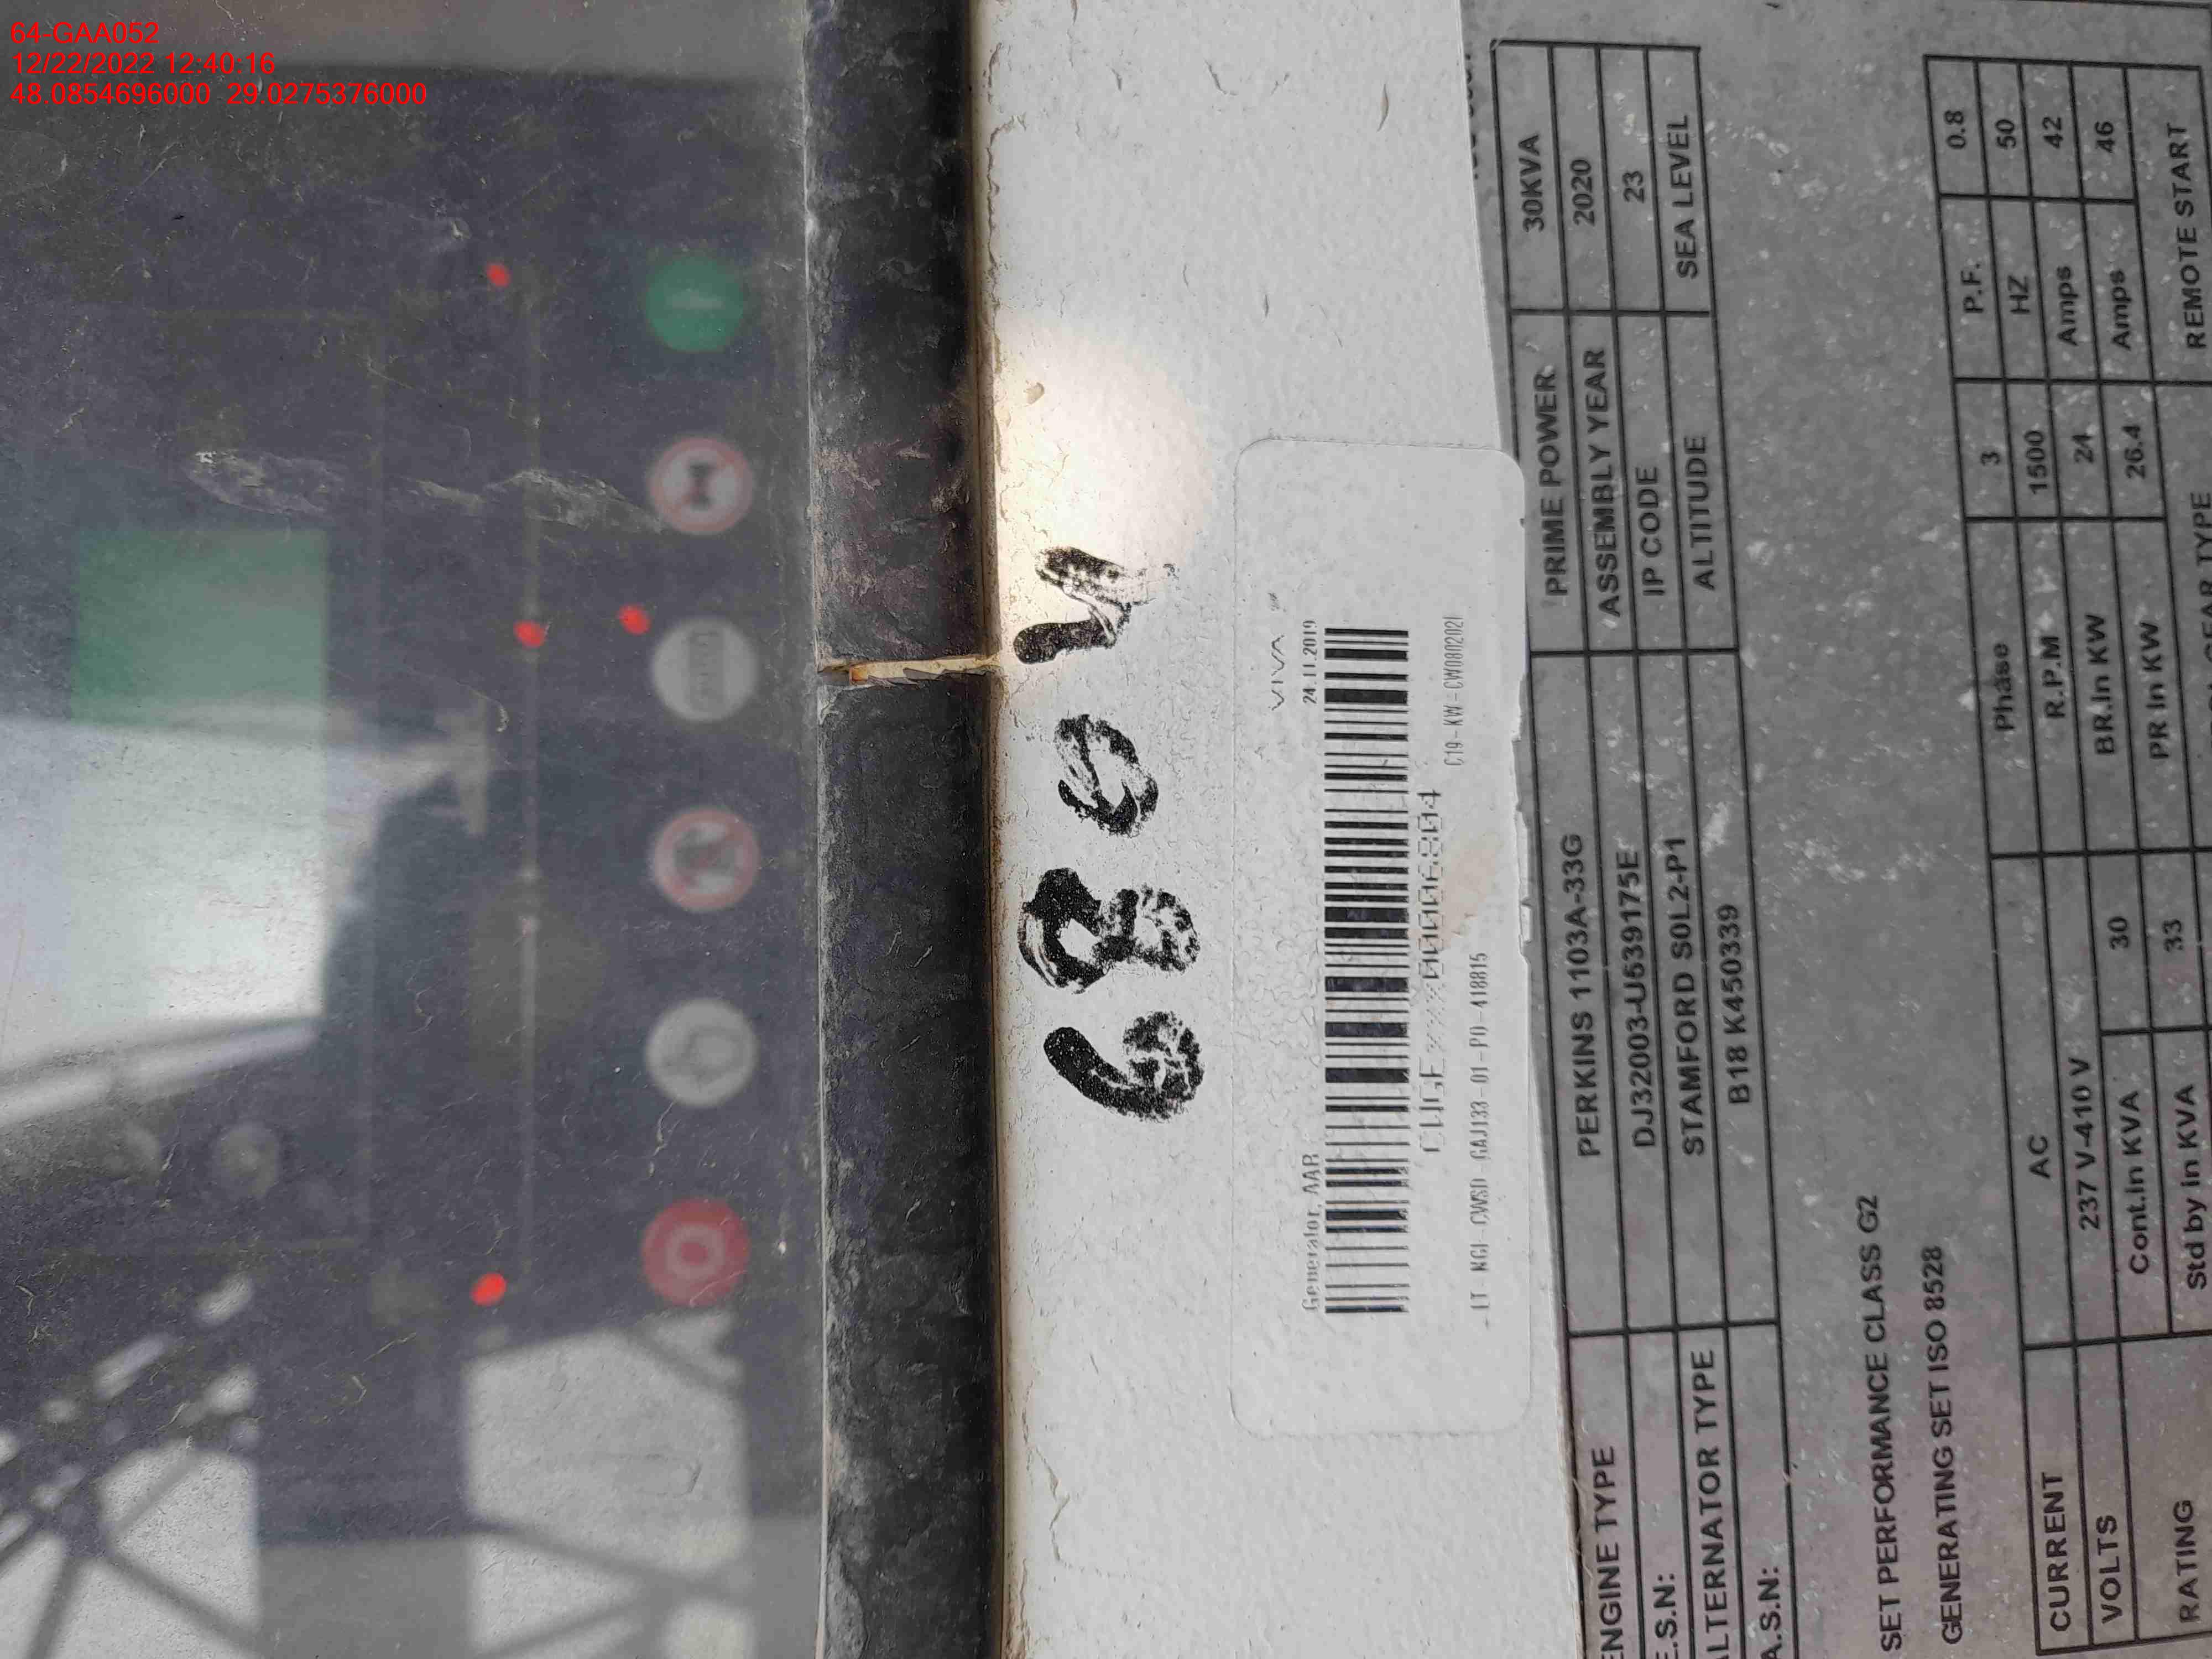 64-GAA052
12/22/2022 12:40:16
48.0854696000 29.0275376000
6804
VIVA
Generator, AAR 24.11.2019
CWGEXXXX00006804
C19-KW-CW0802021
LT-NGI-CWSD-GAJ133-01-PO-418815
ENGINE TYPE PERKINS 1103A-33G PRIME POWER 30KVA
E.S.N: DJ32003-U539175E ASSEMBLY YEAR 2020
ALTERNATOR TYPE STAMFORD S0L2-P1 IP CODE 23
A.S.N: B18 K450339 ALTITUDE SEA LEVEL
SET PERFORMANCE CLASS G2
GENERATING SET ISO 8528
CURRENT AC Phase 3 P.F. 0.8
VOLTS 237 V-410 V R.P.M 1500 HZ 50
RATING Cont.In KVA 30 BR.In KW 24 Amps 42
Std by In KVA 33 PR In KW 26.4 Amps 46
GEAR TYPE REMOTE START